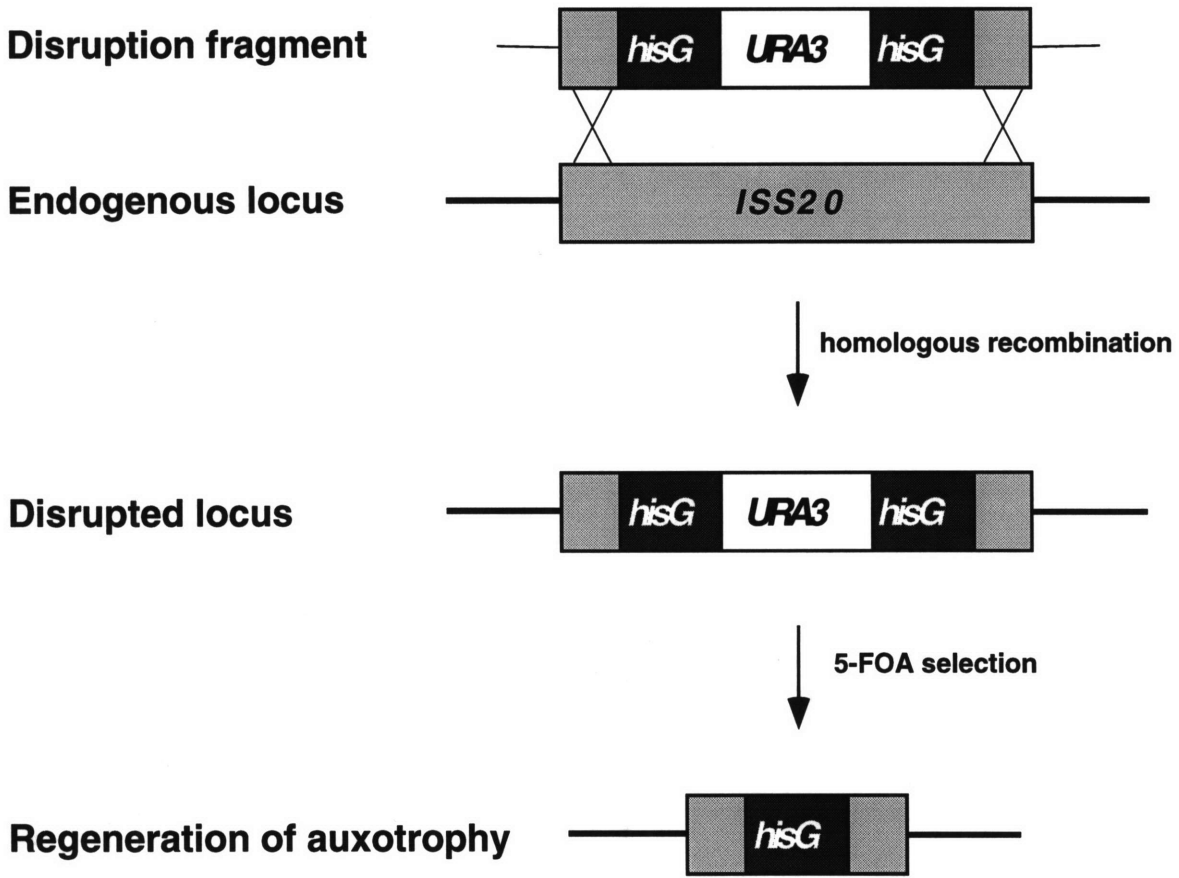 Disruption fragment
hisG URA3 hisG
Endogenous locus
ISS20
homologous recombination
Disrupted locus
hisG URA3 hisG
5-FOA selection
Regeneration of auxotrophy
hisG